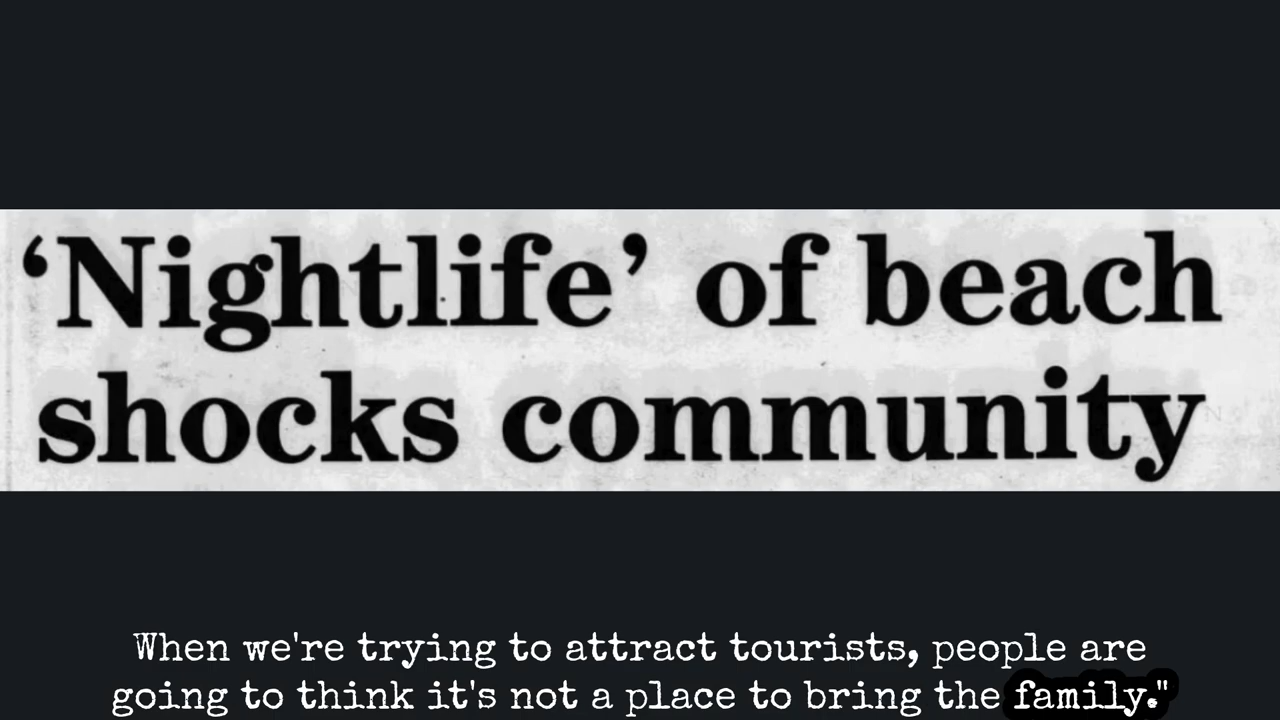 ‘Nightlife’ of beach
shocks community
When we're trying to attract tourists, people are
going to think it's not a place to bring the family."